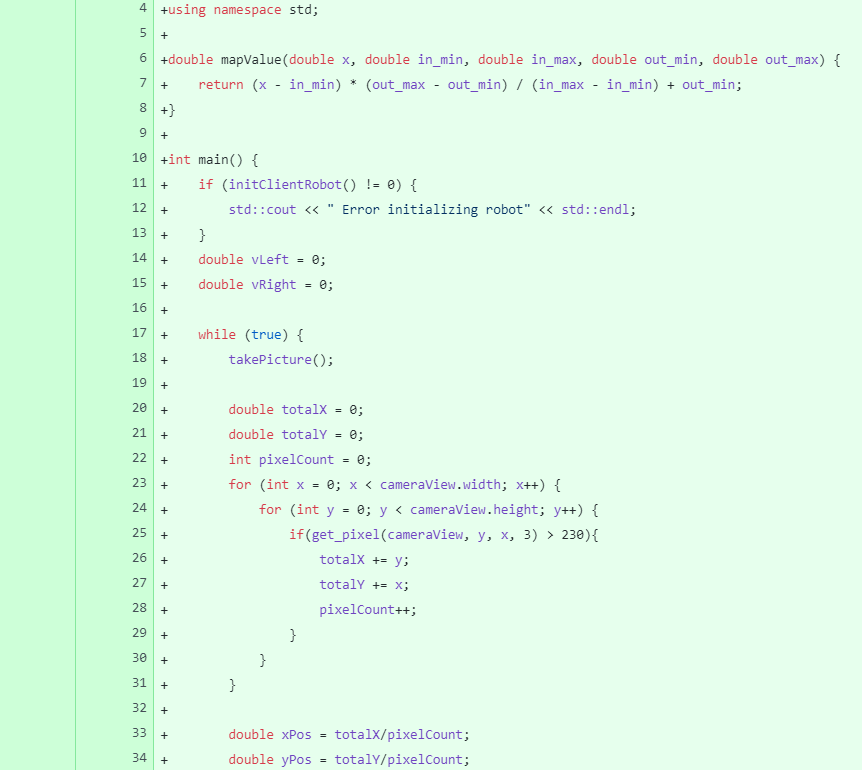 4 +using namespace std;
5 +
6 +double mapValue(double x, double in_min, double in_max, double out_min, double out_max) {
7 +    return (x - in_min) * (out_max - out_min) / (in_max - in_min) + out_min;
8 +}
9 +
10 +int main() {
11 +    if (initClientRobot() != 0) {
12 +        std::cout << " Error initializing robot" << std::endl;
13 +    }
14 +    double vLeft = 0;
15 +    double vRight = 0;
16 +
17 +    while (true) {
18 +        takePicture();
19 +
20 +        double totalX = 0;
21 +        double totalY = 0;
22 +        int pixelCount = 0;
23 +        for (int x = 0; x < cameraView.width; x++) {
24 +            for (int y = 0; y < cameraView.height; y++) {
25 +                if(get_pixel(cameraView, y, x, 3) > 230){
26 +                    totalX += y;
27 +                    totalY += x;
28 +                    pixelCount++;
29 +                }
30 +            }
31 +        }
32 +
33 +        double xPos = totalX/pixelCount;
34 +        double yPos = totalY/pixelCount;